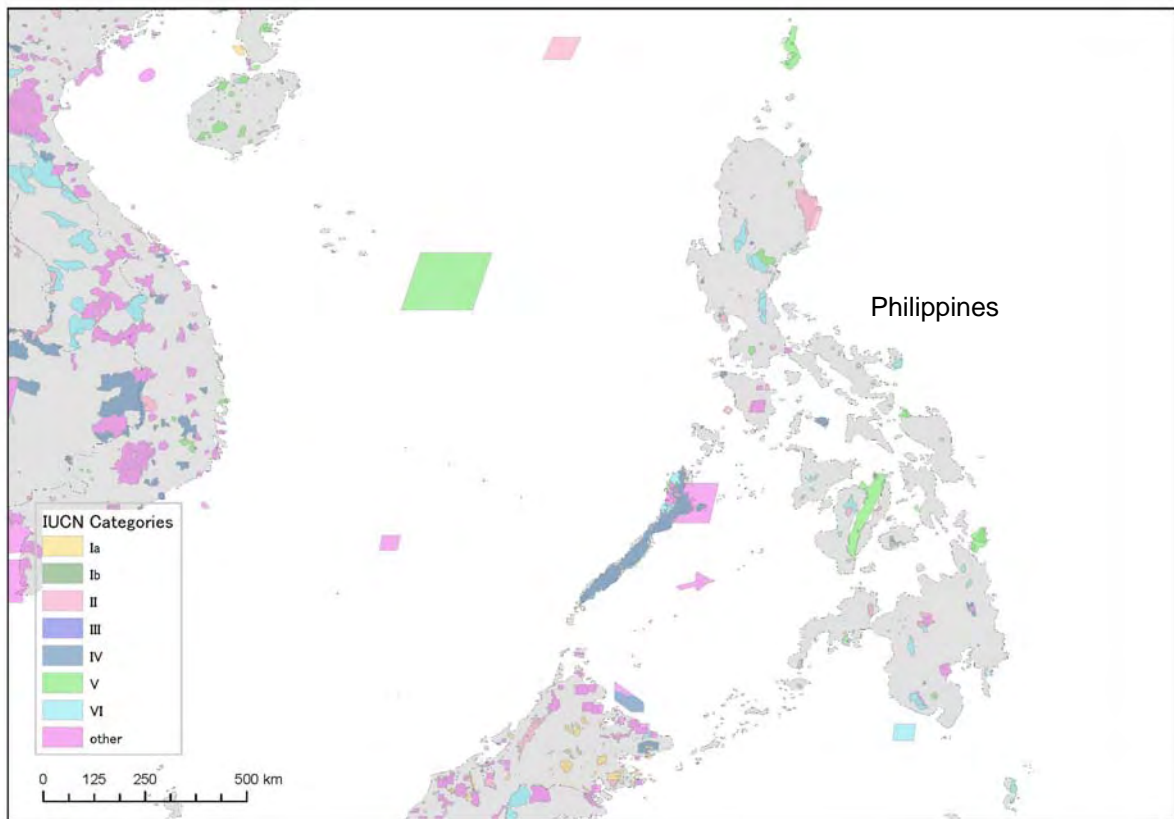 Philippines
IUCN Categories
Ia
Ib
II
III
IV
V
VI
other
0 125 250 500 km